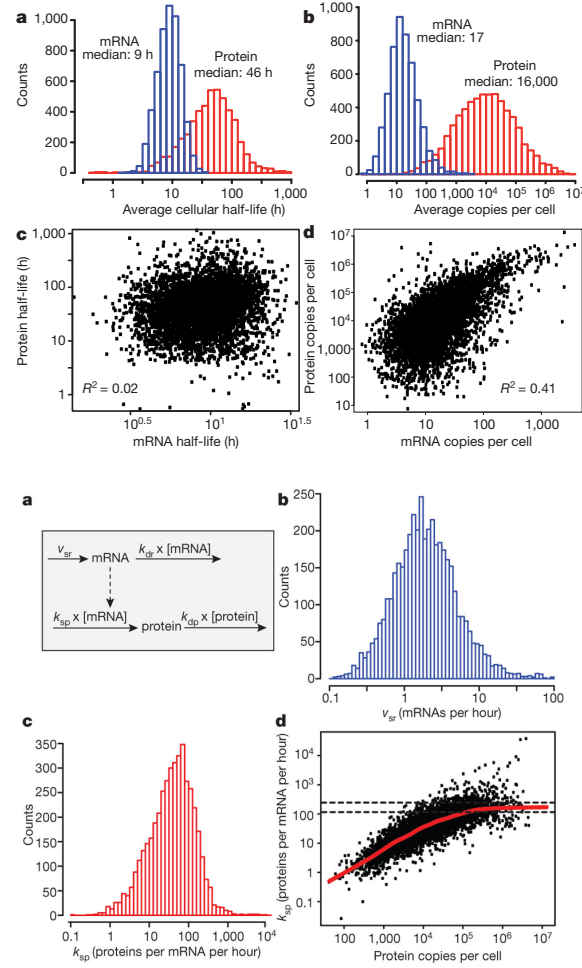 a
1,000
800
600
400
200
0
Counts
mRNA
median: 9 h
Protein
median: 46 h
1
10
100
1,000
Average cellular half-life (h)
b
1,000
800
600
400
200
0
Counts
mRNA
median: 17
Protein
median: 16,000
1
10
100
1,000
10⁴
10⁵
10⁶
10⁷
Average copies per cell
c
1,000
100
10
1
Protein half-life (h)
R² = 0.02
10^0.5
10^1
10^1.5
mRNA half-life (h)
d
10⁷
10⁶
10⁵
10⁴
1,000
100
10
Protein copies per cell
R² = 0.41
1
10
100
1,000
mRNA copies per cell
a
v_sr
mRNA
k_dr x [mRNA]
k_sp x [mRNA]
protein
k_dp x [protein]
b
250
200
150
100
50
0
Counts
0.1
1
10
100
v_sr (mRNAs per hour)
c
350
300
250
200
150
100
50
0
Counts
0.1
1
10
100
1,000
10⁴
k_sp (proteins per mRNA per hour)
d
10⁴
10³
10²
10
1
0.1
k_sp (proteins per mRNA per hour)
100
1,000
10⁴
10⁵
10⁶
10⁷
Protein copies per cell